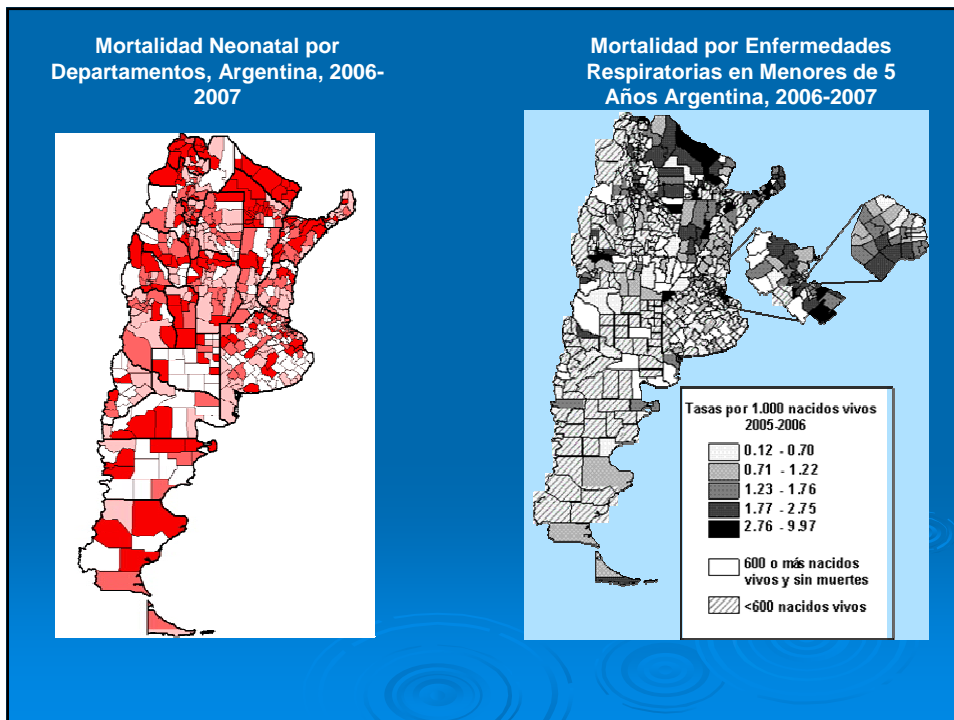 Mortalidad Neonatal por
Departamentos, Argentina, 2006-
2007
Mortalidad por Enfermedades
Respiratorias en Menores de 5
Años Argentina, 2006-2007
Tasas por 1.000 nacidos vivos
2005-2006
0.12 - 0.70
0.71 - 1.22
1.23 - 1.76
1.77 - 2.75
2.76 - 9.97
600 o más nacidos
vivos y sin muertes
<600 nacidos vivos